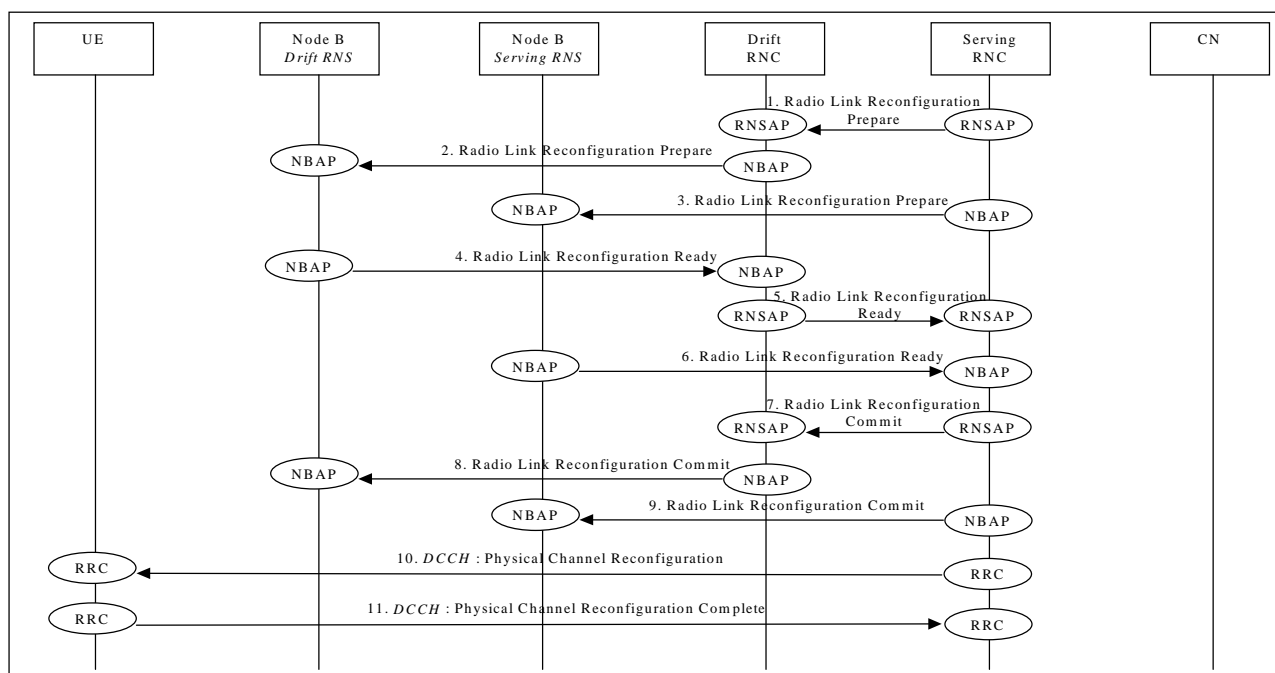 UE
Node B
Drift RNS
Node B
Serving RNS
Drift
RNC
Serving
RNC
CN
1. Radio Link Reconfiguration
Prepare
RNSAP
RNSAP
2. Radio Link Reconfiguration Prepare
NBAP
NBAP
3. Radio Link Reconfiguration Prepare
NBAP
NBAP
4. Radio Link Reconfiguration Ready
NBAP
NBAP
5. Radio Link Reconfiguration
Ready
RNSAP
RNSAP
6. Radio Link Reconfiguration Ready
NBAP
NBAP
7. Radio Link Reconfiguration
Commit
RNSAP
RNSAP
8. Radio Link Reconfiguration Commit
NBAP
NBAP
9. Radio Link Reconfiguration Commit
NBAP
NBAP
10. DCCH : Physical Channel Reconfiguration
RRC
RRC
11. DCCH : Physical Channel Reconfiguration Complete
RRC
RRC